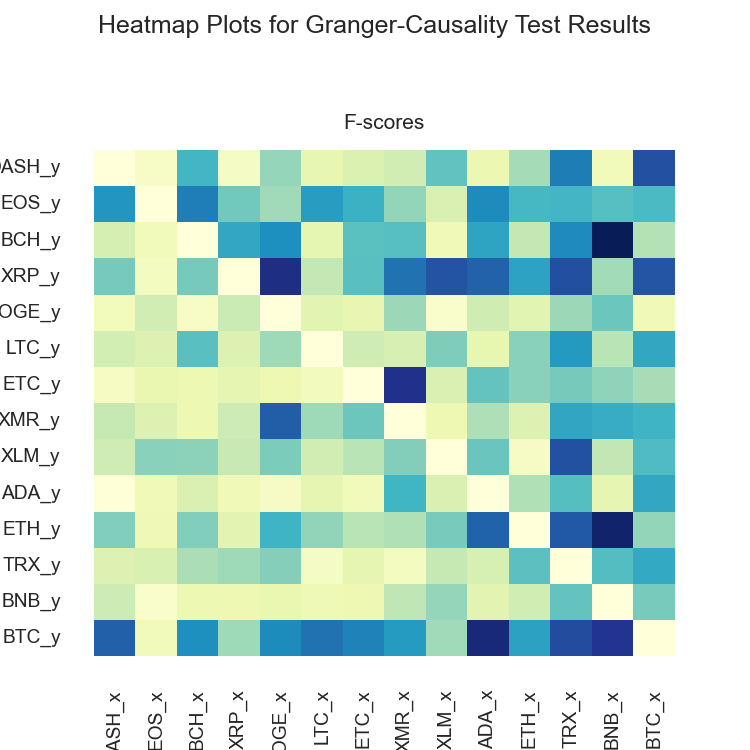 Heatmap Plots for Granger-Causality Test Results
F-scores
ASH_y
EOS_y
BCH_y
XRP_y
OGE_y
LTC_y
ETC_y
XMR_y
XLM_y
ADA_y
ETH_y
TRX_y
BNB_y
BTC_y
ASH_x
EOS_x
BCH_x
XRP_x
OGE_x
LTC_x
ETC_x
XMR_x
XLM_x
ADA_x
ETH_x
TRX_x
BNB_x
BTC_x